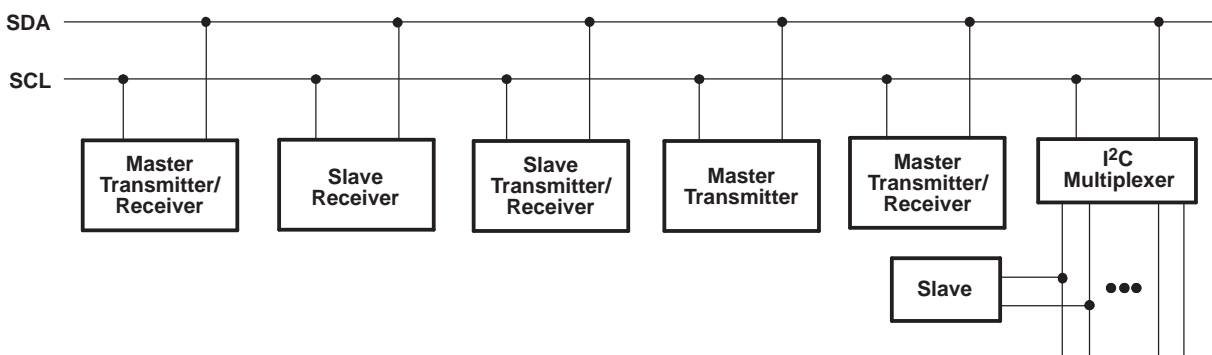 SDA
SCL
Master
Transmitter/
Receiver
Slave
Receiver
Slave
Transmitter/
Receiver
Master
Transmitter
Master
Transmitter/
Receiver
I²C
Multiplexer
Slave